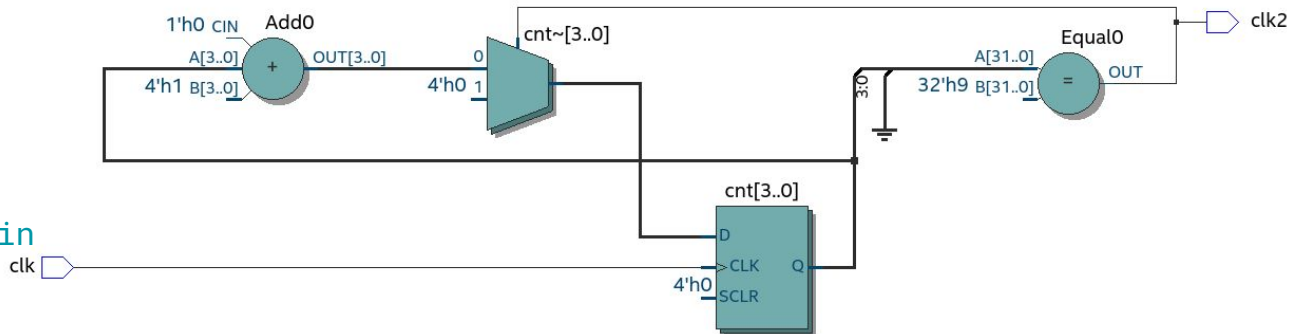 clk2
1'h0 CIN
Add0
cnt~[3..0]
Equal0
A[3..0]
OUT[3..0]
0
A[31..0]
OUT
4'h1 B[3..0]
+
4'h0 1
3:0
32'h9 B[31..0]
=
cnt[3..0]
in
D
clk
CLK
Q
4'h0
SCLR